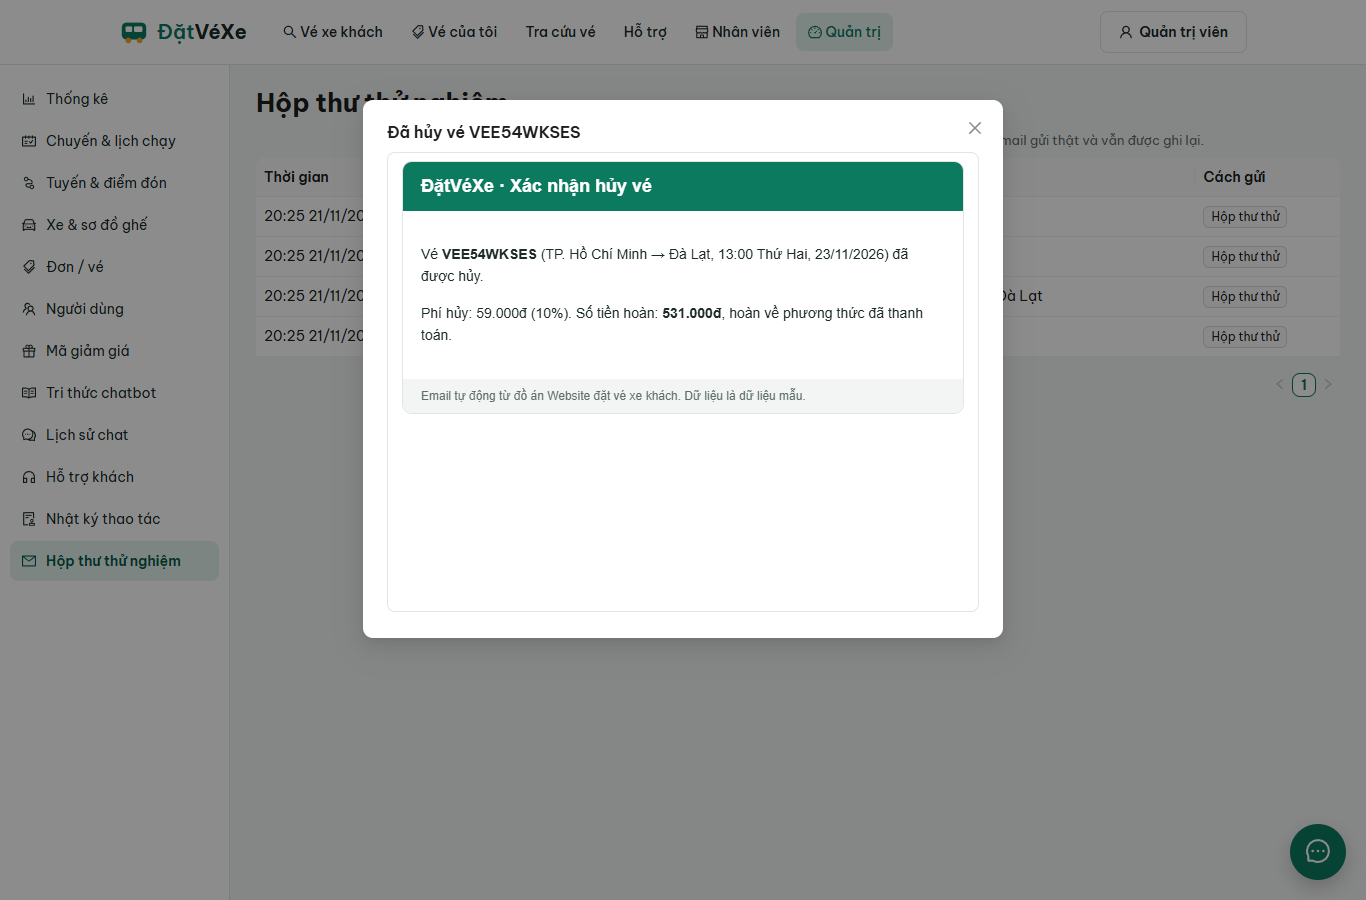 ĐặtVéXe
Vé xe khách
Vé của tôi
Tra cứu vé
Hỗ trợ
Nhân viên
Quản trị
Quản trị viên
Thống kê
Chuyến & lịch chạy
Tuyến & điểm đón
Xe & sơ đồ ghế
Đơn / vé
Người dùng
Mã giảm giá
Tri thức chatbot
Lịch sử chat
Hỗ trợ khách
Nhật ký thao tác
Hộp thư thử nghiệm
Hộp thư thử nghiệm
mail gửi thật và vẫn được ghi lại.
Thời gian
Cách gửi
20:25 21/11/20
Hộp thư thử
20:25 21/11/20
Hộp thư thử
20:25 21/11/20
Đà Lạt
Hộp thư thử
20:25 21/11/20
Hộp thư thử
1
Đã hủy vé VEE54WKSES
ĐặtVéXe · Xác nhận hủy vé
Vé VEE54WKSES (TP. Hồ Chí Minh → Đà Lạt, 13:00 Thứ Hai, 23/11/2026) đã
được hủy.
Phí hủy: 59.000đ (10%). Số tiền hoàn: 531.000đ, hoàn về phương thức đã thanh
toán.
Email tự động từ đồ án Website đặt vé xe khách. Dữ liệu là dữ liệu mẫu.